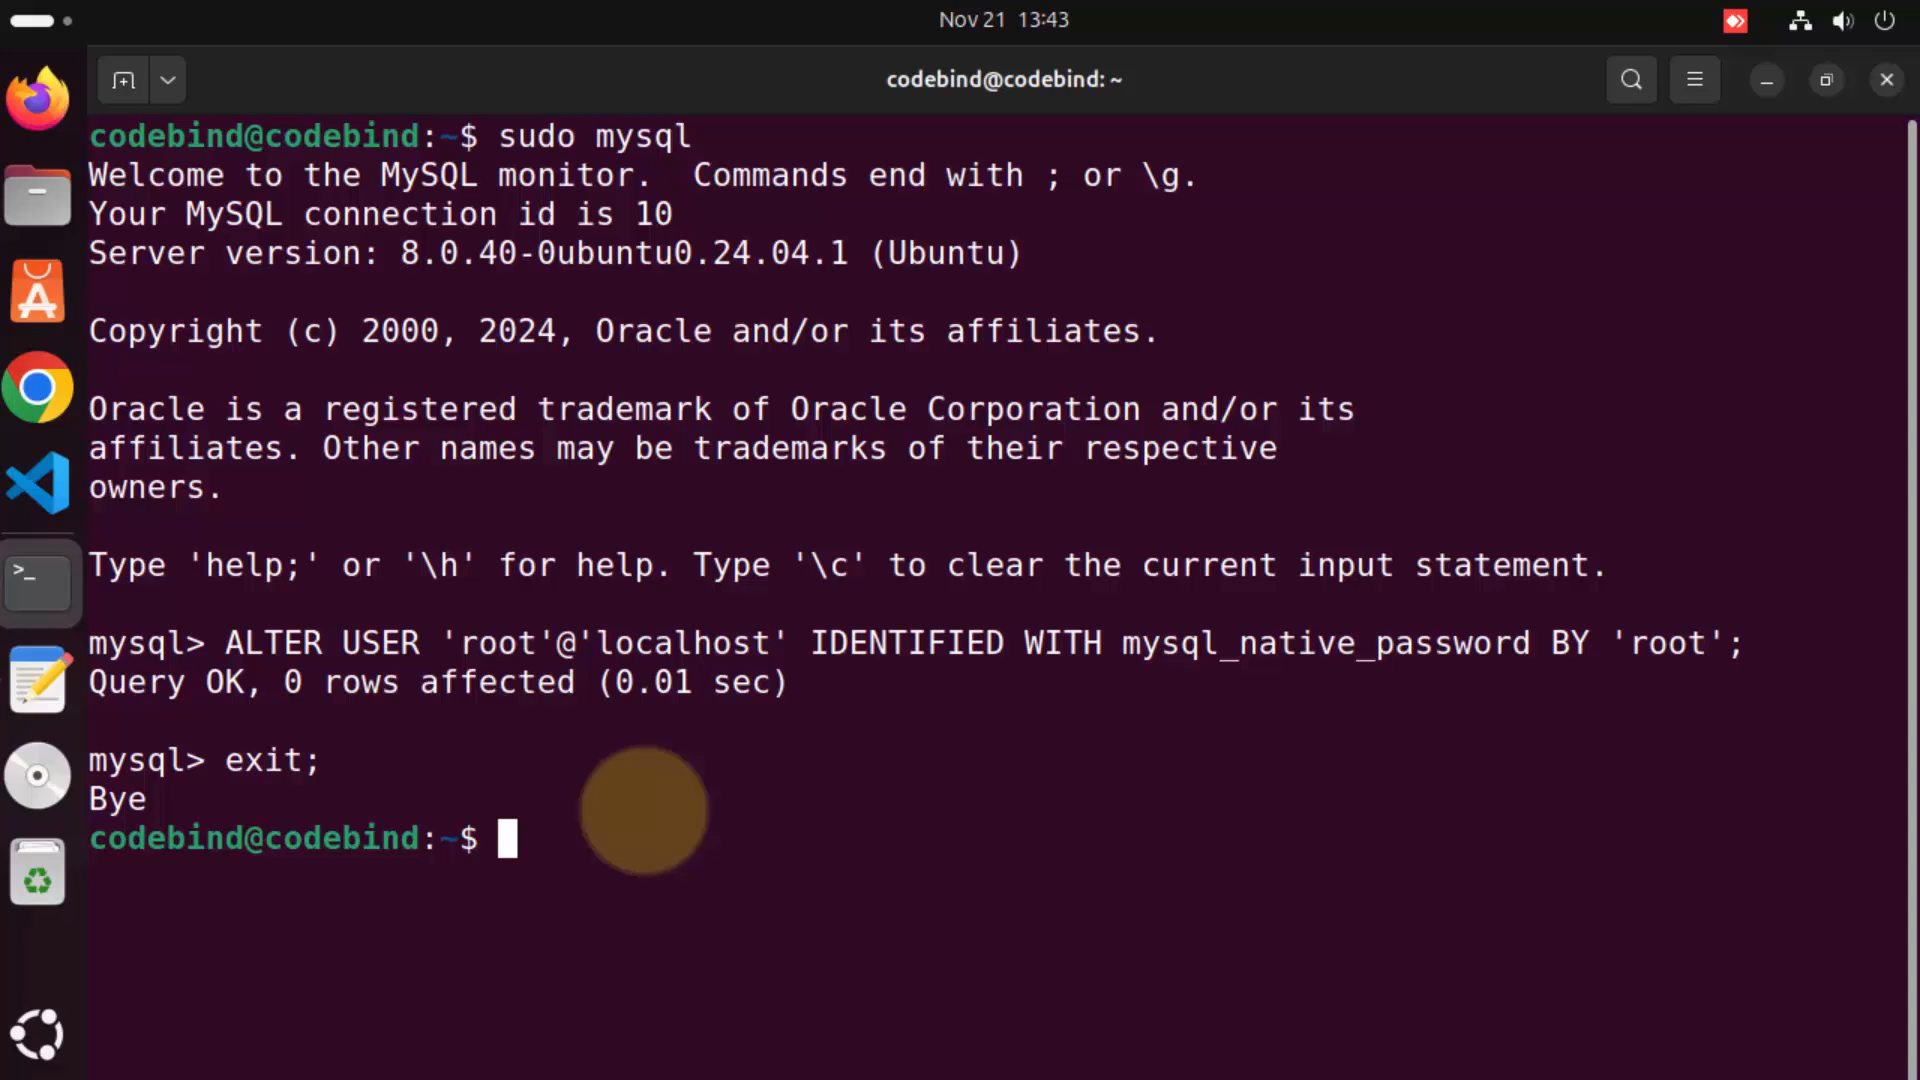 Nov 21 13:43
codebind@codebind: ~
codebind@codebind:~$ sudo mysql
Welcome to the MySQL monitor.  Commands end with ; or \g.
Your MySQL connection id is 10
Server version: 8.0.40-0ubuntu0.24.04.1 (Ubuntu)
Copyright (c) 2000, 2024, Oracle and/or its affiliates.
Oracle is a registered trademark of Oracle Corporation and/or its
affiliates. Other names may be trademarks of their respective
owners.
Type 'help;' or '\h' for help. Type '\c' to clear the current input statement.
mysql> ALTER USER 'root'@'localhost' IDENTIFIED WITH mysql_native_password BY 'root';
Query OK, 0 rows affected (0.01 sec)
mysql> exit;
Bye
codebind@codebind:~$